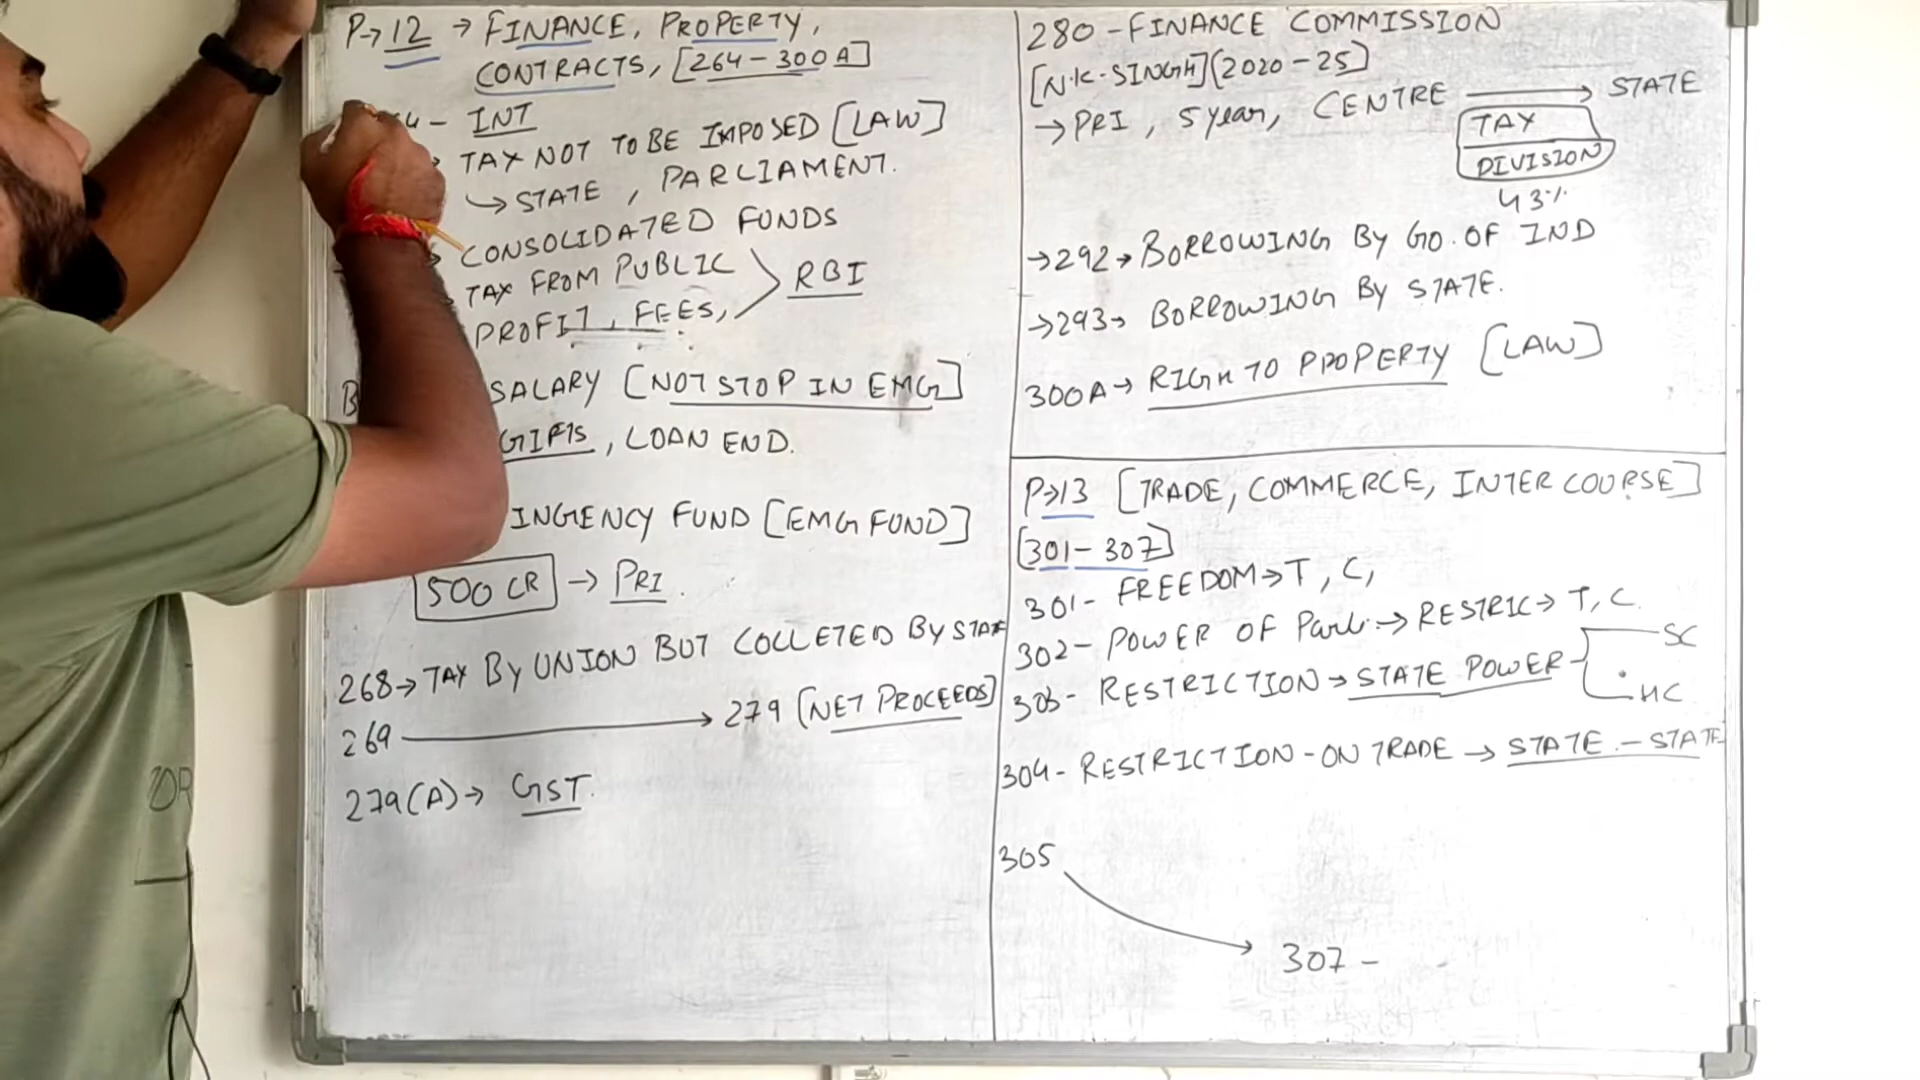 P→12 → FINANCE, PROPERTY,
CONTRACTS, [264-300A]
4- INT
TAX NOT TO BE IMPOSED [LAW]
↳ STATE, PARLIAMENT.
CONSOLIDATED FUNDS
TAX FROM PUBLIC
PROFIT, FEES,
RBI
SALARY [NOT STOP IN EMG]
GIFTS, LOAN END.
INGENCY FUND [EMG FUND]
500 CR → PRI.
268→ TAX BY UNION BUT COLLETED BY STAT
269 → 279 [NET PROCEEDS]
279(A)→ GST.
280-FINANCE COMMISSION
[N.K.SINGH](2020-25)
→PRI, 5 year, CENTRE → STATE
TAX
DIVISION
43%
→292→BORROWING BY GO. OF IND
→293→ BORROWING BY STATE.
300A→ RIGH TO PROPERTY [LAW]
P→13 [TRADE, COMMERCE, INTER COURSE]
[301-307]
301- FREEDOM→T, C,
302- POWER OF Parl.→RESTRIC→T,C.
303- RESTRICTION→STATE POWER
SC
HC
304- RESTRICTION-ON TRADE → STATE.-STATE
305
307-